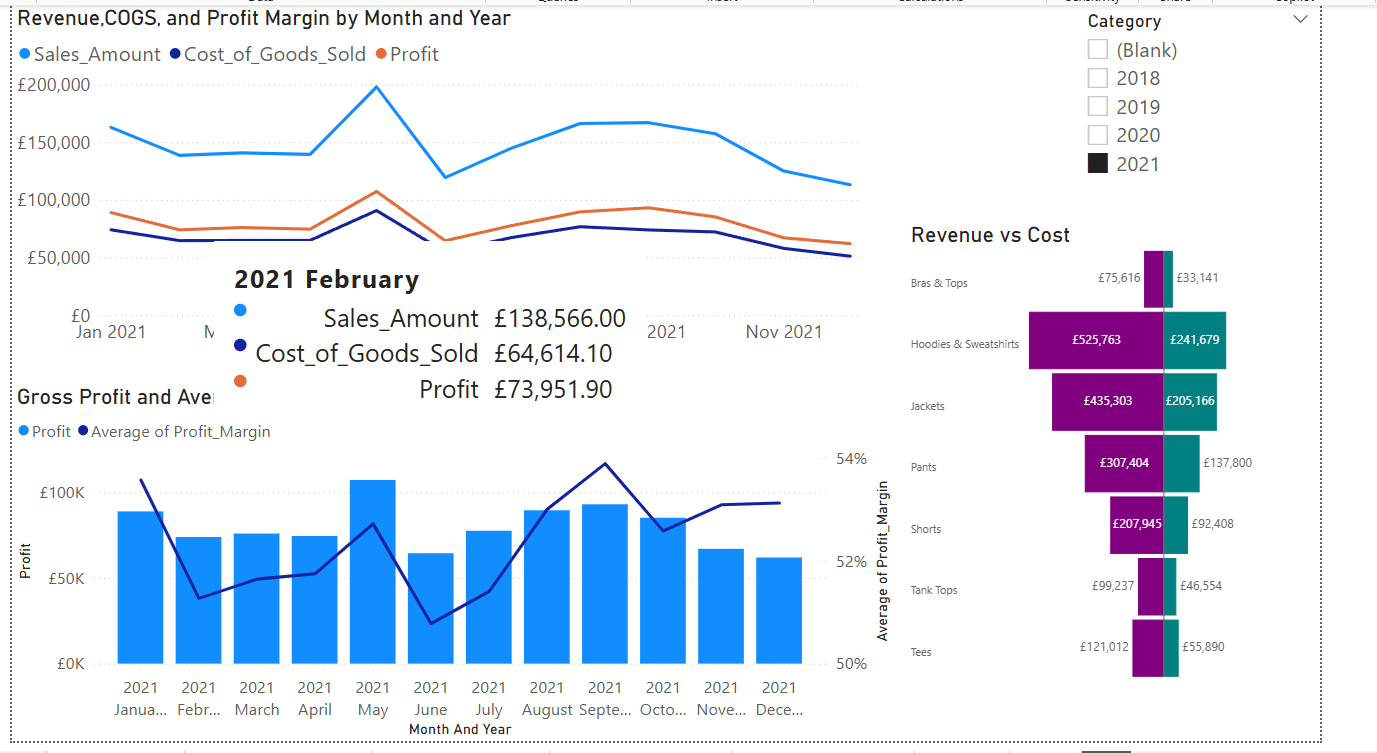 Revenue,COGS, and Profit Margin by Month and Year
Sales_Amount Cost_of_Goods_Sold Profit
£200,000
£150,000
£100,000
£50,000
£0
Jan 2021 M 2021 Nov 2021
2021 February
Sales_Amount £138,566.00
Cost_of_Goods_Sold £64,614.10
Profit £73,951.90
Category
(Blank)
2018
2019
2020
2021
Gross Profit and Ave
Profit Average of Profit_Margin
£100K
£50K
£0K
Profit
54%
52%
50%
Average of Profit_Margin
2021 2021 2021 2021 2021 2021 2021 2021 2021 2021 2021 2021
Janua... Febr... March April May June July August Septe... Octo... Nove... Dece...
Month And Year
Revenue vs Cost
Bras & Tops £75,616 £33,141
Hoodies & Sweatshirts £525,763 £241,679
Jackets £435,303 £205,166
Pants £307,404 £137,800
Shorts £207,945 £92,408
Tank Tops £99,237 £46,554
Tees £121,012 £55,890